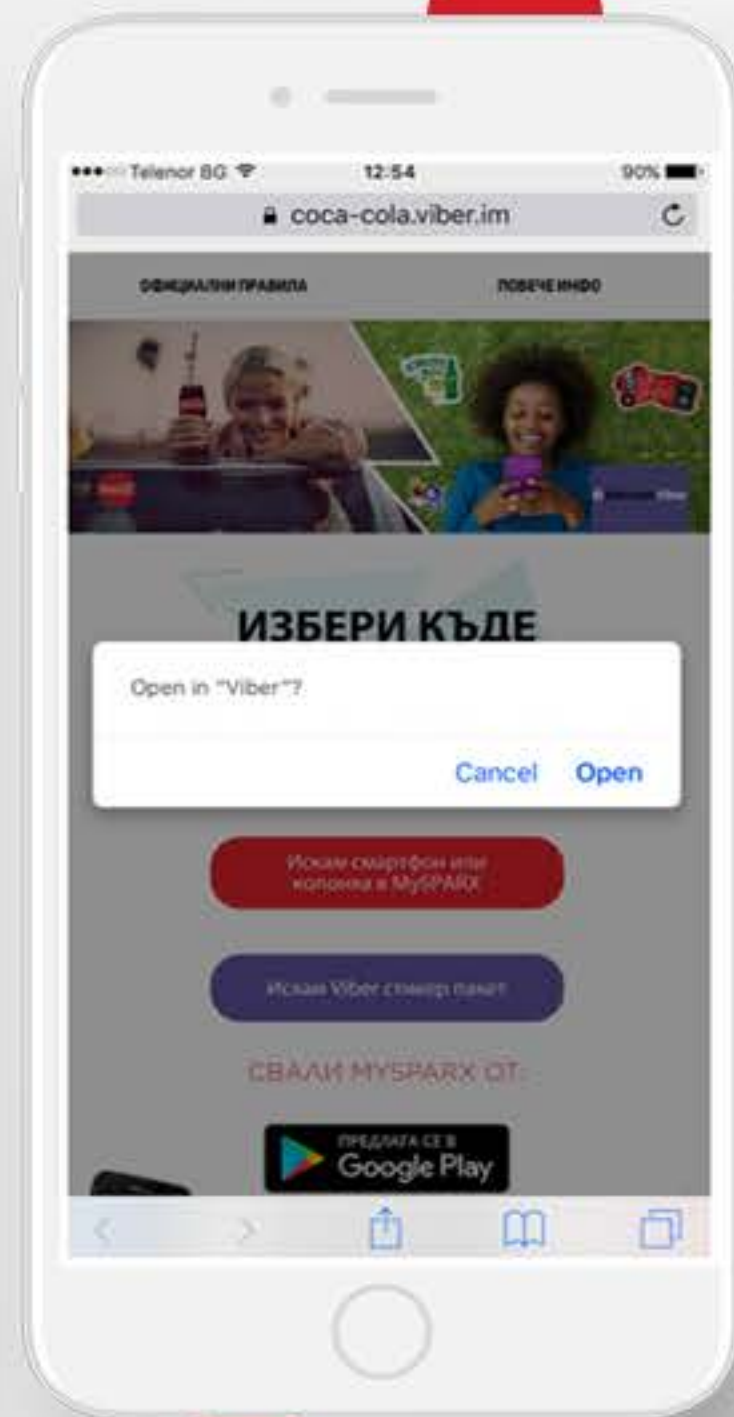 Telenor BG 12:54 90%
coca-cola.viber.im
ОФИЦИАЛНИ ПРАВИЛА ПОВЕЧЕ ИНФО
ИЗБЕРИ КЪДЕ
Open in "Viber"?
Cancel Open
Искам смартфон или
колонка в MySPARX
Искам Viber стикер пакет
СВАЛИ MYSPARX ОТ:
ПРЕДЛАГА СЕ В
Google Play